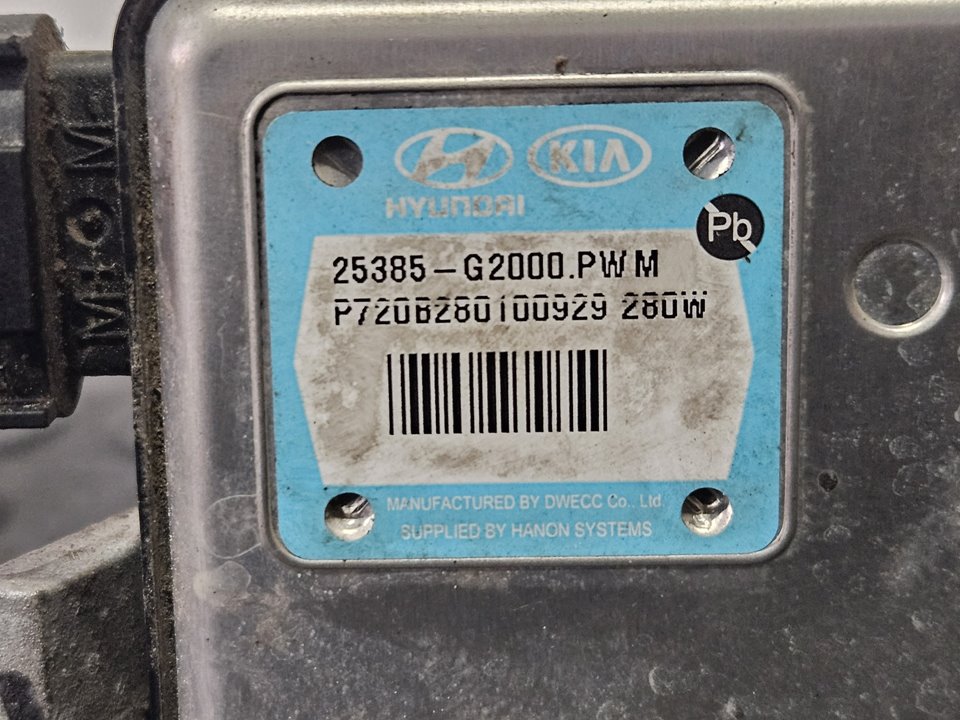 KIA
HYUNDAI
Pb
25385-G2000.PWM
P720B280100929 280W
MANUFACTURED BY DWECC Co., Ltd.
SUPPLIED BY HANON SYSTEMS